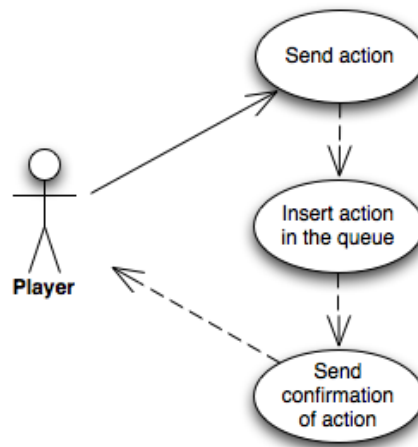 Send action
Insert action
in the queue
Player
Send
confirmation
of action